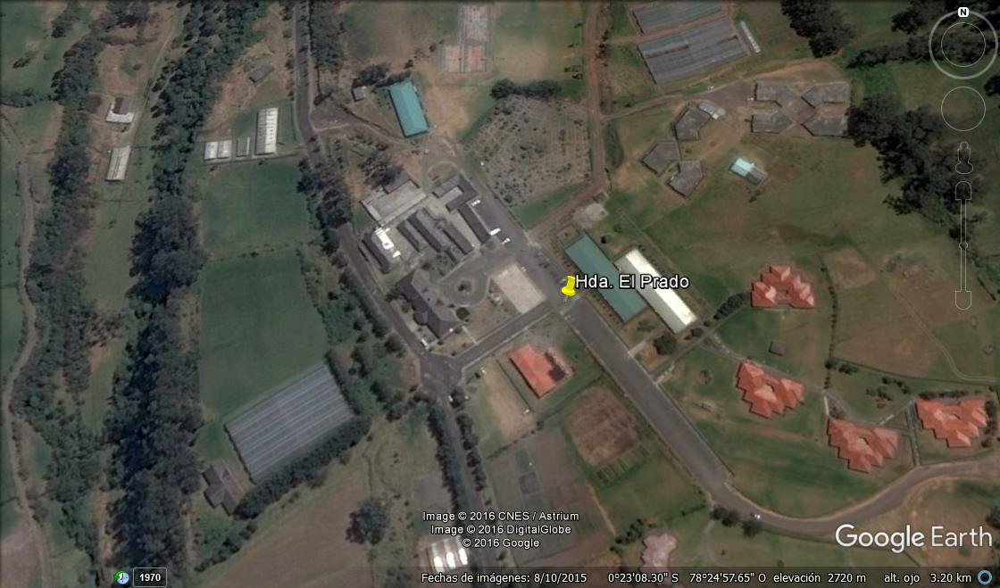 N
Hda. El Prado
Image © 2016 CNES / Astrium
Image © 2016 DigitalGlobe
© 2016 Google
Google Earth
1970
Fechas de imágenes: 8/10/2015 0°23'08.30" S 78°24'57.65" O elevación 2720 m alt. ojo 3.20 km